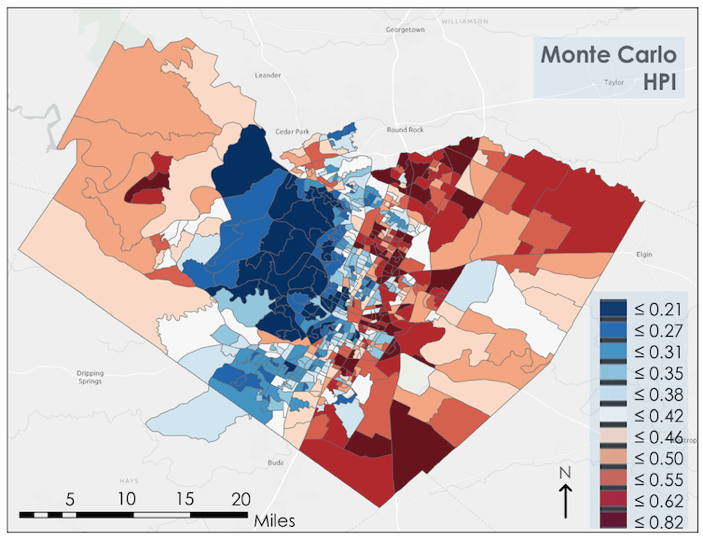 Georgetown
WILLIAMSON
Monte Carlo
HPI
Leander
Taylor
Cedar Park
Round Rock
Elgin
≤ 0.21
≤ 0.27
≤ 0.31
≤ 0.35
≤ 0.38
≤ 0.42
≤ 0.46
≤ 0.50
≤ 0.55
≤ 0.62
≤ 0.82
Dripping
Springs
Buda
HAYS
N
5 10 15 20
Miles